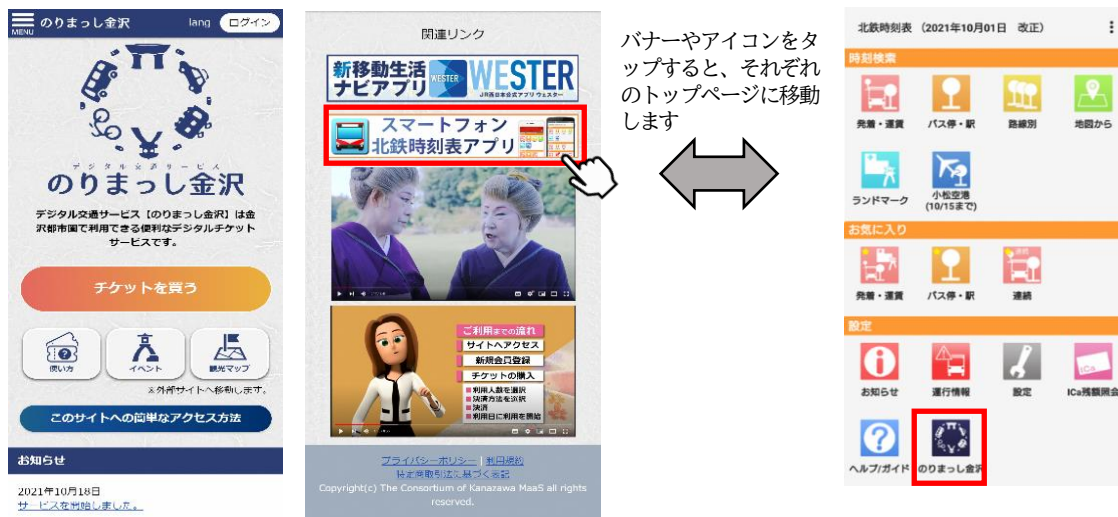 MENU
のりまっし金沢
lang
ログイン
デジタル交通サービス
のりまっし金沢
デジタル交通サービス【のりまっし金沢】は金
沢都市圏で利用できる便利なデジタルチケット
サービスです。
チケットを買う
使い方
イベント
観光マップ
※外部サイトへ移動します。
このサイトへの簡単なアクセス方法
お知らせ
2021年10月18日
サービスを開始しました。
関連リンク
新移動生活
ナビアプリ
WESTER
WESTER
JR西日本公式アプリ ウェスター
スマートフォン
北鉄時刻表アプリ
ご利用までの流れ
サイトへアクセス
新規会員登録
チケットの購入
■利用人数を選択
■決済方法を選択
■決済
■利用日に利用を開始
プライバシーポリシー | 利用規約
特定商取引法に基づく表記
Copyright(c) The Consortium of Kanazawa MaaS all rights
reserved.
バナーやアイコンをタ
ップすると、それぞれ
のトップページに移動
します
北鉄時刻表 （2021年10月01日 改正）
時刻検索
発着・運賃
バス停・駅
路線別
地図から
ランドマーク
小松空港
(10/15まで)
お気に入り
発着・運賃
バス停・駅
連続
設定
お知らせ
運行情報
設定
ICa残額照会
ヘルプ/ガイド
のりまっし金沢